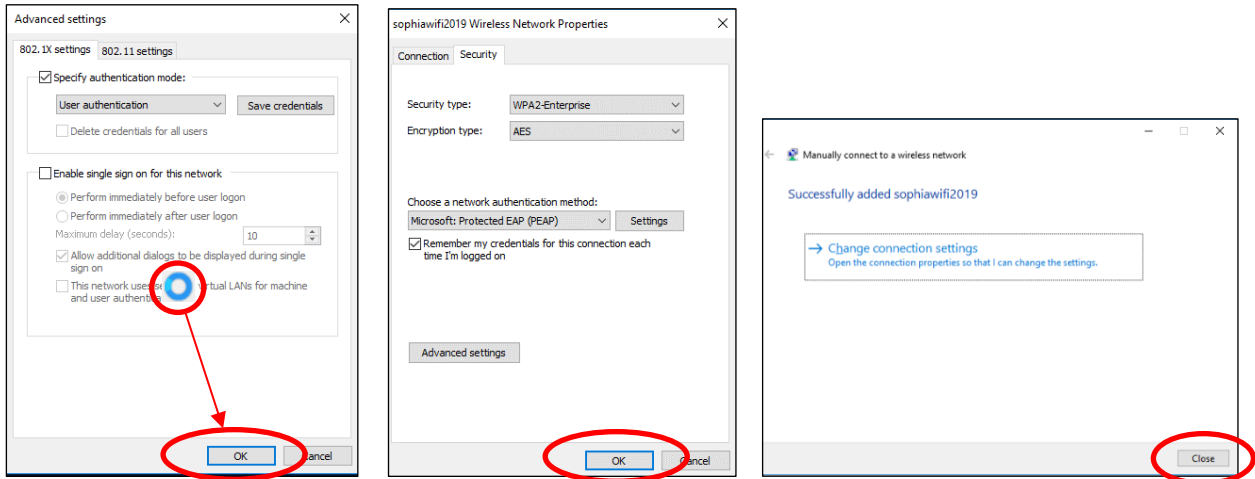 Advanced settings
802.1X settings 802.11 settings
Specify authentication mode:
User authentication Save credentials
Delete credentials for all users
Enable single sign on for this network
Perform immediately before user logon
Perform immediately after user logon
Maximum delay (seconds): 10
Allow additional dialogs to be displayed during single
sign on
This network uses virtual LANs for machine
and user
OK Cancel
sophiawifi2019 Wireless Network Properties
Connection Security
Security type: WPA2-Enterprise
Encryption type: AES
Choose a network authentication method:
Microsoft: Protected EAP (PEAP) Settings
Remember my credentials for this connection each
time I'm logged on
Advanced settings
OK Cancel
Manually connect to a wireless network
Successfully added sophiawifi2019
Change connection settings
Open the connection properties so that I can change the settings.
Close